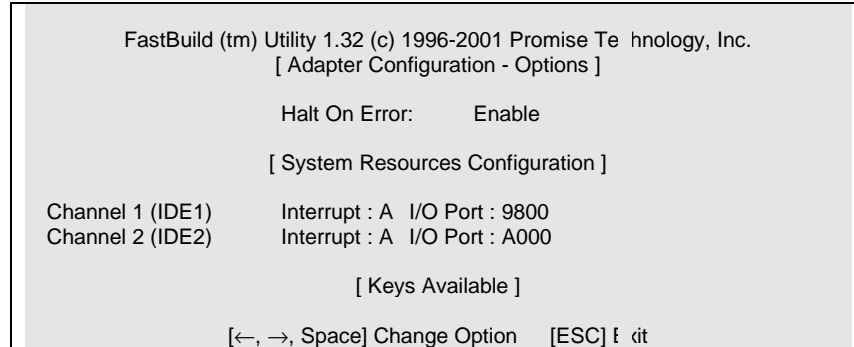 FastBuild (tm) Utility 1.32 (c) 1996-2001 Promise Te hnology, Inc.
[ Adapter Configuration - Options ]
Halt On Error: Enable
[ System Resources Configuration ]
Channel 1 (IDE1) Interrupt : A I/O Port : 9800
Channel 2 (IDE2) Interrupt : A I/O Port : A000
[ Keys Available ]
[←, →, Space] Change Option [ESC] Exit